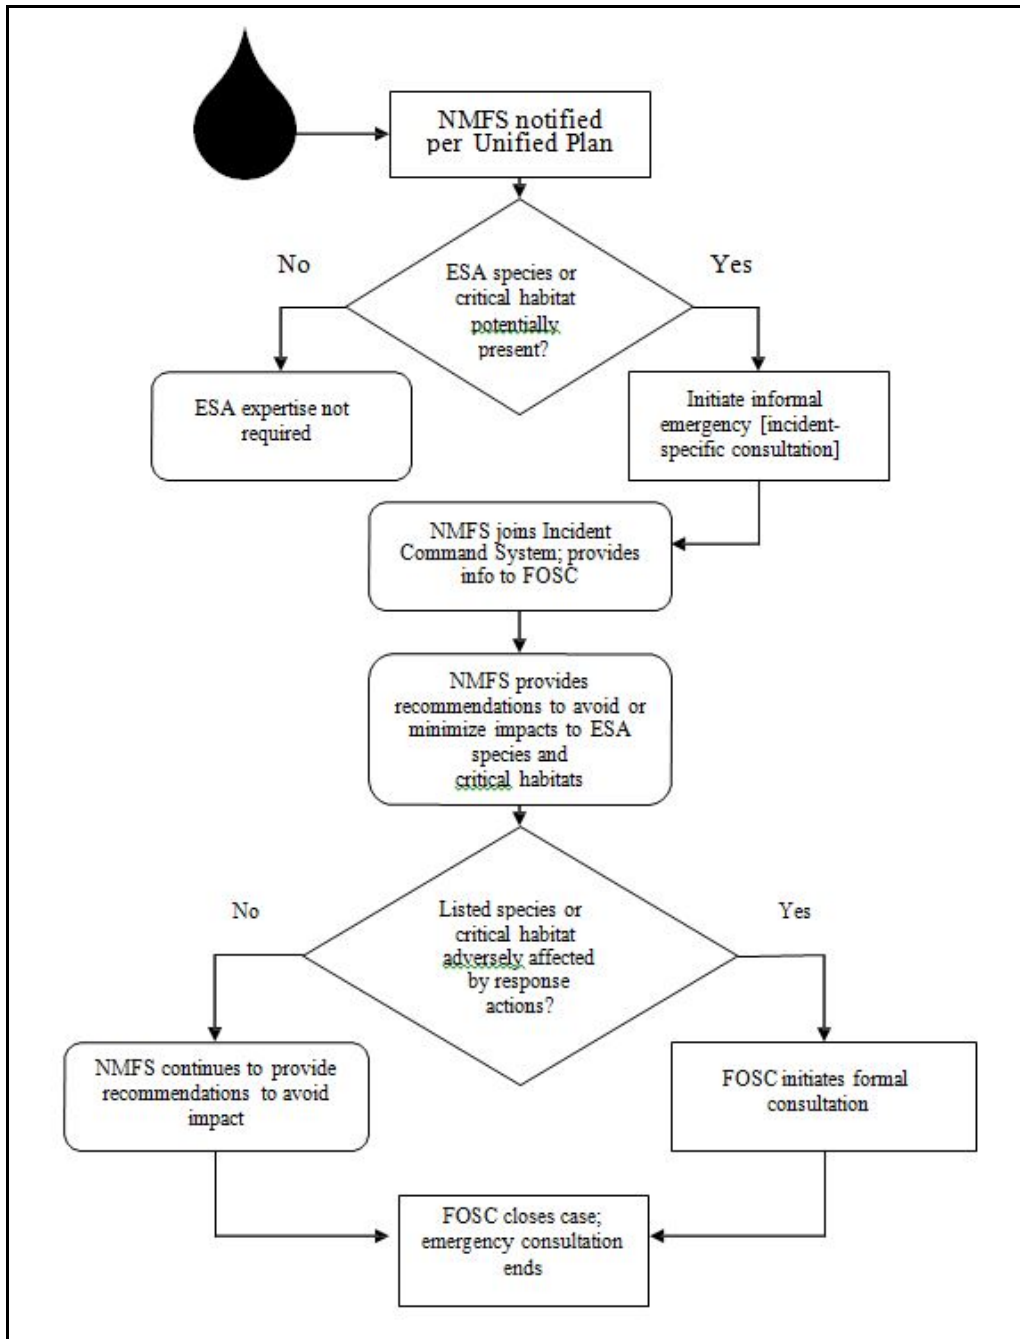 NMFS notified
per Unified Plan
No
Yes
ESA species or
critical habitat
potentially
present?
ESA expertise not
required
Initiate informal
emergency [incident-
specific consultation]
NMFS joins Incident
Command System; provides
info to FOSC
NMFS provides
recommendations to avoid or
minimize impacts to ESA
species and
critical habitats
No
Yes
Listed species or
critical habitat
adversely affected
by response
actions?
NMFS continues to provide
recommendations to avoid
impact
FOSC initiates formal
consultation
FOSC closes case;
emergency consultation
ends